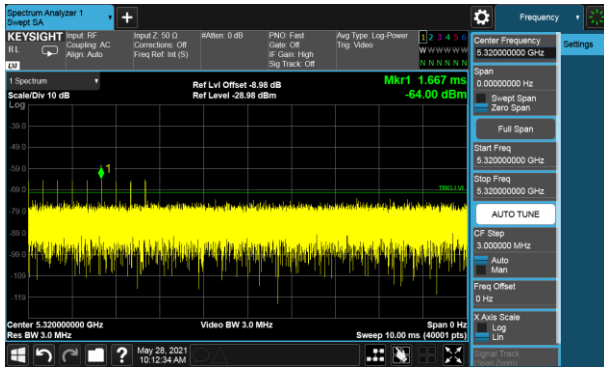 Spectrum Analyzer 1
Swept SA
+
Frequency
KEYSIGHT
RL
LXI
Input: RF
Coupling: AC
Align: Auto
Input Z: 50 Ω
Corrections: Off
Freq Ref: Int (S)
#Atten: 0 dB
PNO: Fast
Gate: Off
IF Gain: High
Sig Track: Off
Avg Type: Log-Power
Trig: Video
1 2 3 4 5 6
W W W W W W
N N N N N N
Center Frequency
5.320000000 GHz
Settings
1 Spectrum
Scale/Div 10 dB
Ref Lvl Offset -8.98 dB
Ref Level -28.98 dBm
Mkr1 1.667 ms
-64.00 dBm
Span
0.00000000 Hz
Swept Span
Zero Span
Log
-39.0
-49.0
-59.0
-69.0
-79.0
-89.0
-99.0
-109
-119
1
TRIG LVL
Full Span
Start Freq
5.320000000 GHz
Stop Freq
5.320000000 GHz
AUTO TUNE
CF Step
3.000000 MHz
Auto
Man
Freq Offset
0 Hz
X Axis Scale
Log
Lin
Signal Track
(Span Zoom)
Center 5.320000000 GHz
Res BW 3.0 MHz
Video BW 3.0 MHz
Span 0 Hz
Sweep 10.00 ms (40001 pts)
?
May 28, 2021
10:12:34 AM